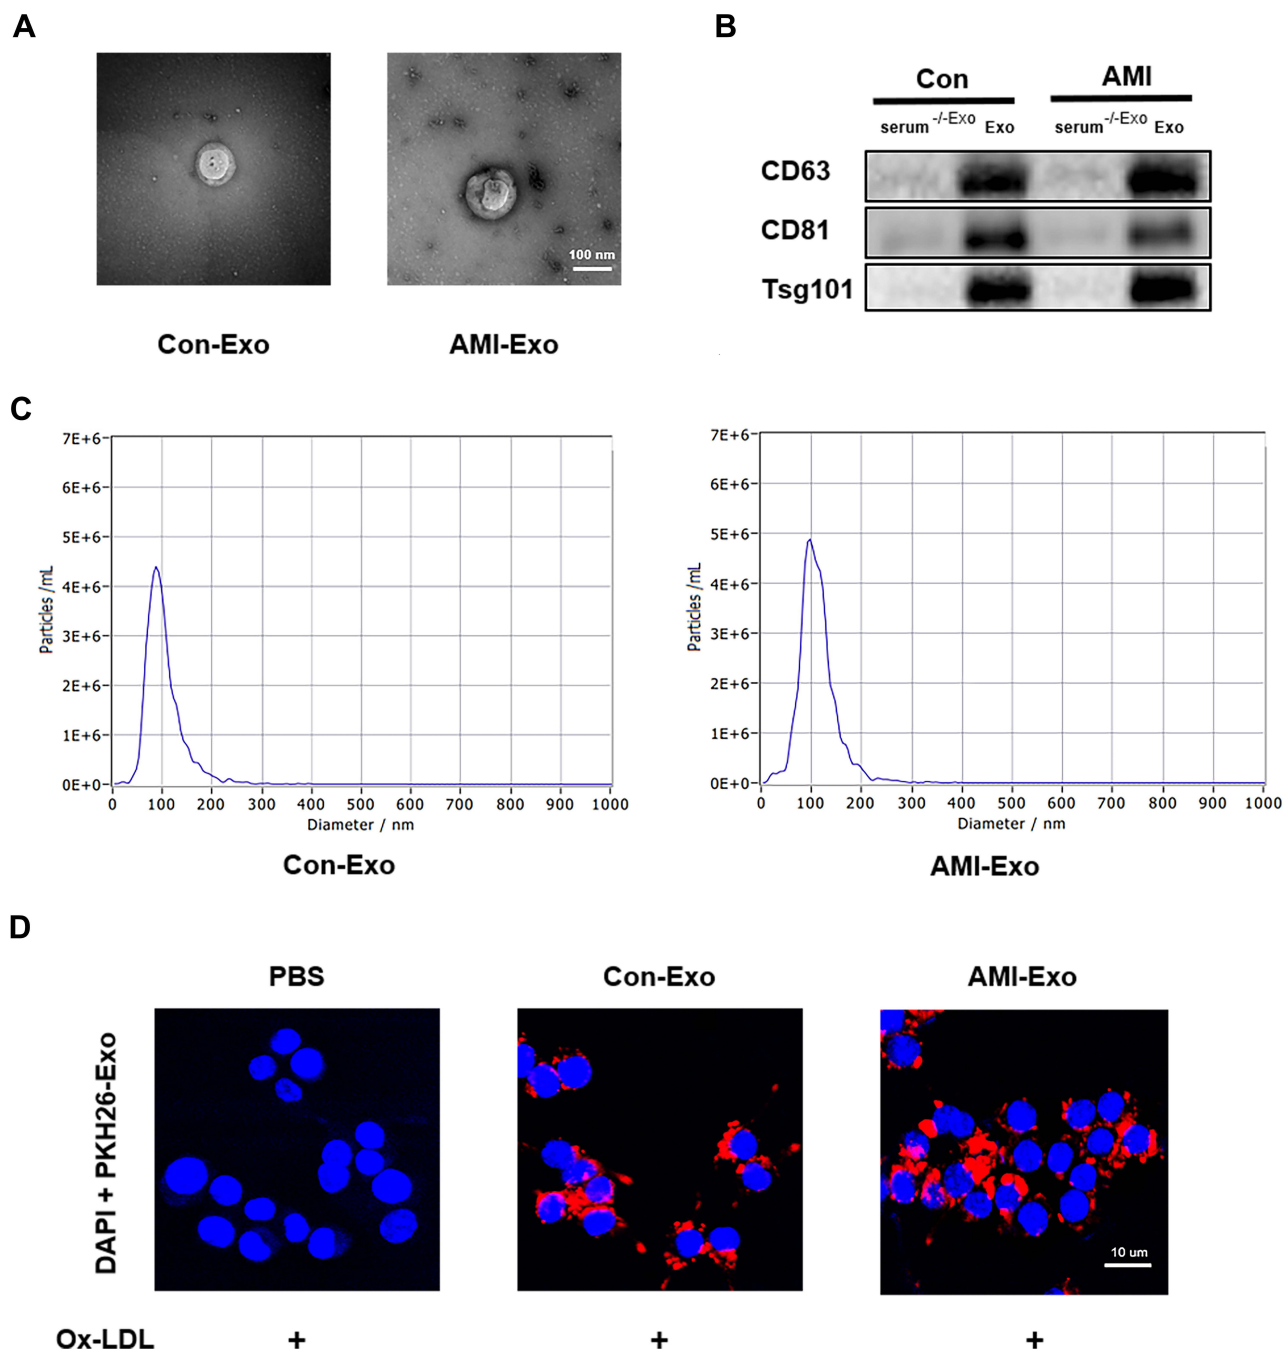 A
100 nm
Con-Exo
AMI-Exo
B
Con
AMI
serum-/-Exo Exo
serum-/-Exo Exo
CD63
CD81
Tsg101
C
7E+6
6E+6
5E+6
4E+6
3E+6
2E+6
1E+6
0E+0
Particles /mL
0 100 200 300 400 500 600 700 800 900 1000
Diameter / nm
Con-Exo
7E+6
6E+6
5E+6
4E+6
3E+6
2E+6
1E+6
0E+0
Particles /mL
0 100 200 300 400 500 600 700 800 900 1000
Diameter / nm
AMI-Exo
D
PBS
Con-Exo
AMI-Exo
DAPI + PKH26-Exo
10 um
Ox-LDL + + +